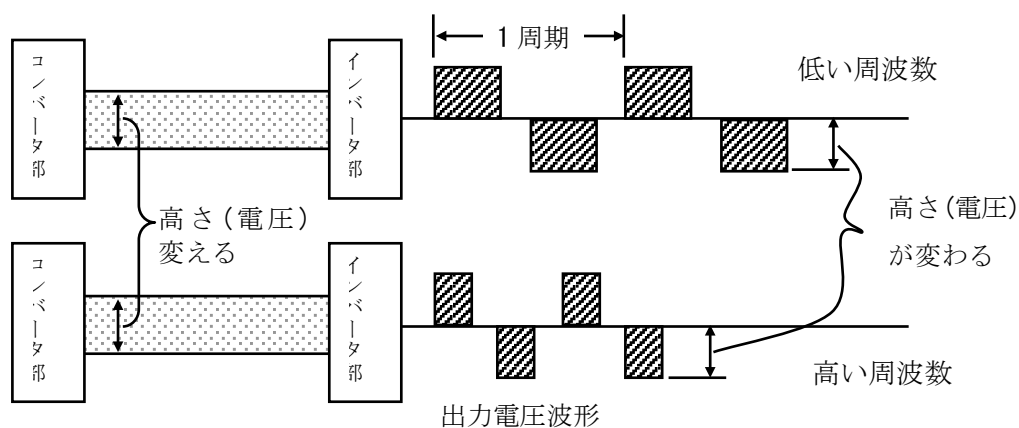 1 周期
低い周波数
コンバータ部
インバータ部
高さ(電圧)
変える
高さ(電圧)
が変わる
コンバータ部
インバータ部
高い周波数
出力電圧波形